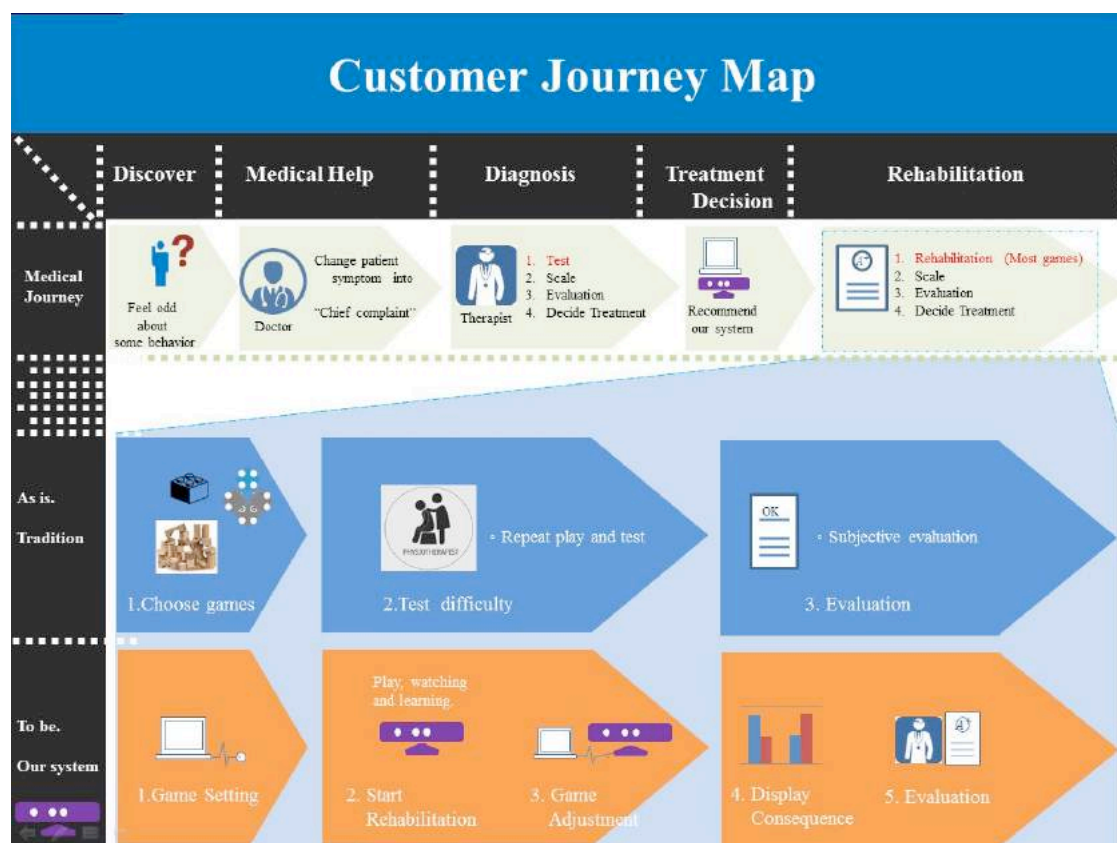 Customer Journey Map
Discover
Medical Help
Diagnosis
Treatment
Decision
Rehabilitation
Medical
Journey
Feel odd
about
some behavior
Doctor
Change patient
symptom into
"Chief complaint"
Therapist
1. Test
2. Scale
3. Evaluation
4. Decide Treatment
Recommend
our system
1. Rehabilitation (Most games)
2. Scale
3. Evaluation
4. Decide Treatment
As is.
Tradition
1.Choose games
PHYSIOTHERAPIST
◦ Repeat play and test
2.Test difficulty
OK
◦ Subjective evaluation
3. Evaluation
To be.
Our system
1.Game Setting
Play, watching
and learning.
2. Start
Rehabilitation
3. Game
Adjustment
4. Display
Consequence
5. Evaluation